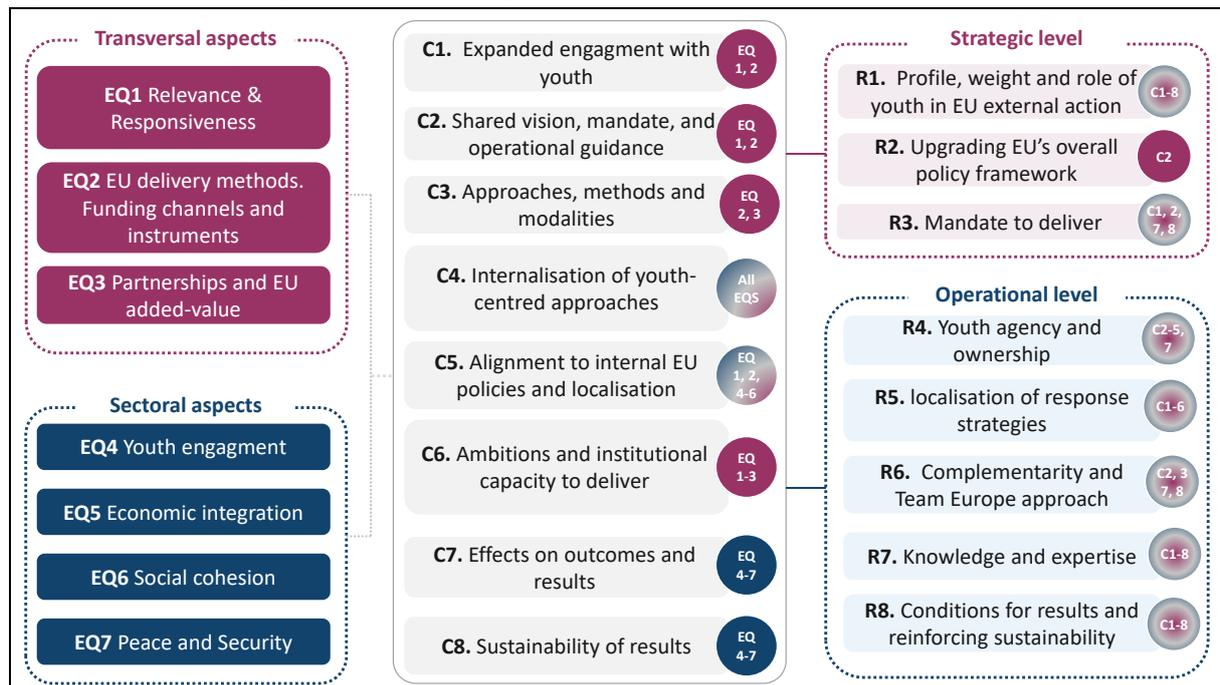 Transversal aspects
EQ1 Relevance &
Responsiveness
EQ2 EU delivery methods.
Funding channels and
instruments
EQ3 Partnerships and EU
added-value
Sectoral aspects
EQ4 Youth engagment
EQ5 Economic integration
EQ6 Social cohesion
EQ7 Peace and Security
C1. Expanded engagment with
youth
EQ
1, 2
C2. Shared vision, mandate, and
operational guidance
EQ
1, 2
C3. Approaches, methods and
modalities
EQ
2, 3
C4. Internalisation of youth-
centred approaches
All
EQS
C5. Alignment to internal EU
policies and localisation
EQ
1, 2,
4-6
C6. Ambitions and institutional
capacity to deliver
EQ
1-3
C7. Effects on outcomes and
results
EQ
4-7
C8. Sustainability of results
EQ
4-7
Strategic level
R1. Profile, weight and role of
youth in EU external action
C1-8
R2. Upgrading EU’s overall
policy framework
C2
R3. Mandate to deliver
C1, 2,
7, 8
Operational level
R4. Youth agency and
ownership
C2-5,
7
R5. localisation of response
strategies
C1-6
R6. Complementarity and
Team Europe approach
C2, 3
7, 8
R7. Knowledge and expertise
C1-8
R8. Conditions for results and
reinforcing sustainability
C1-8